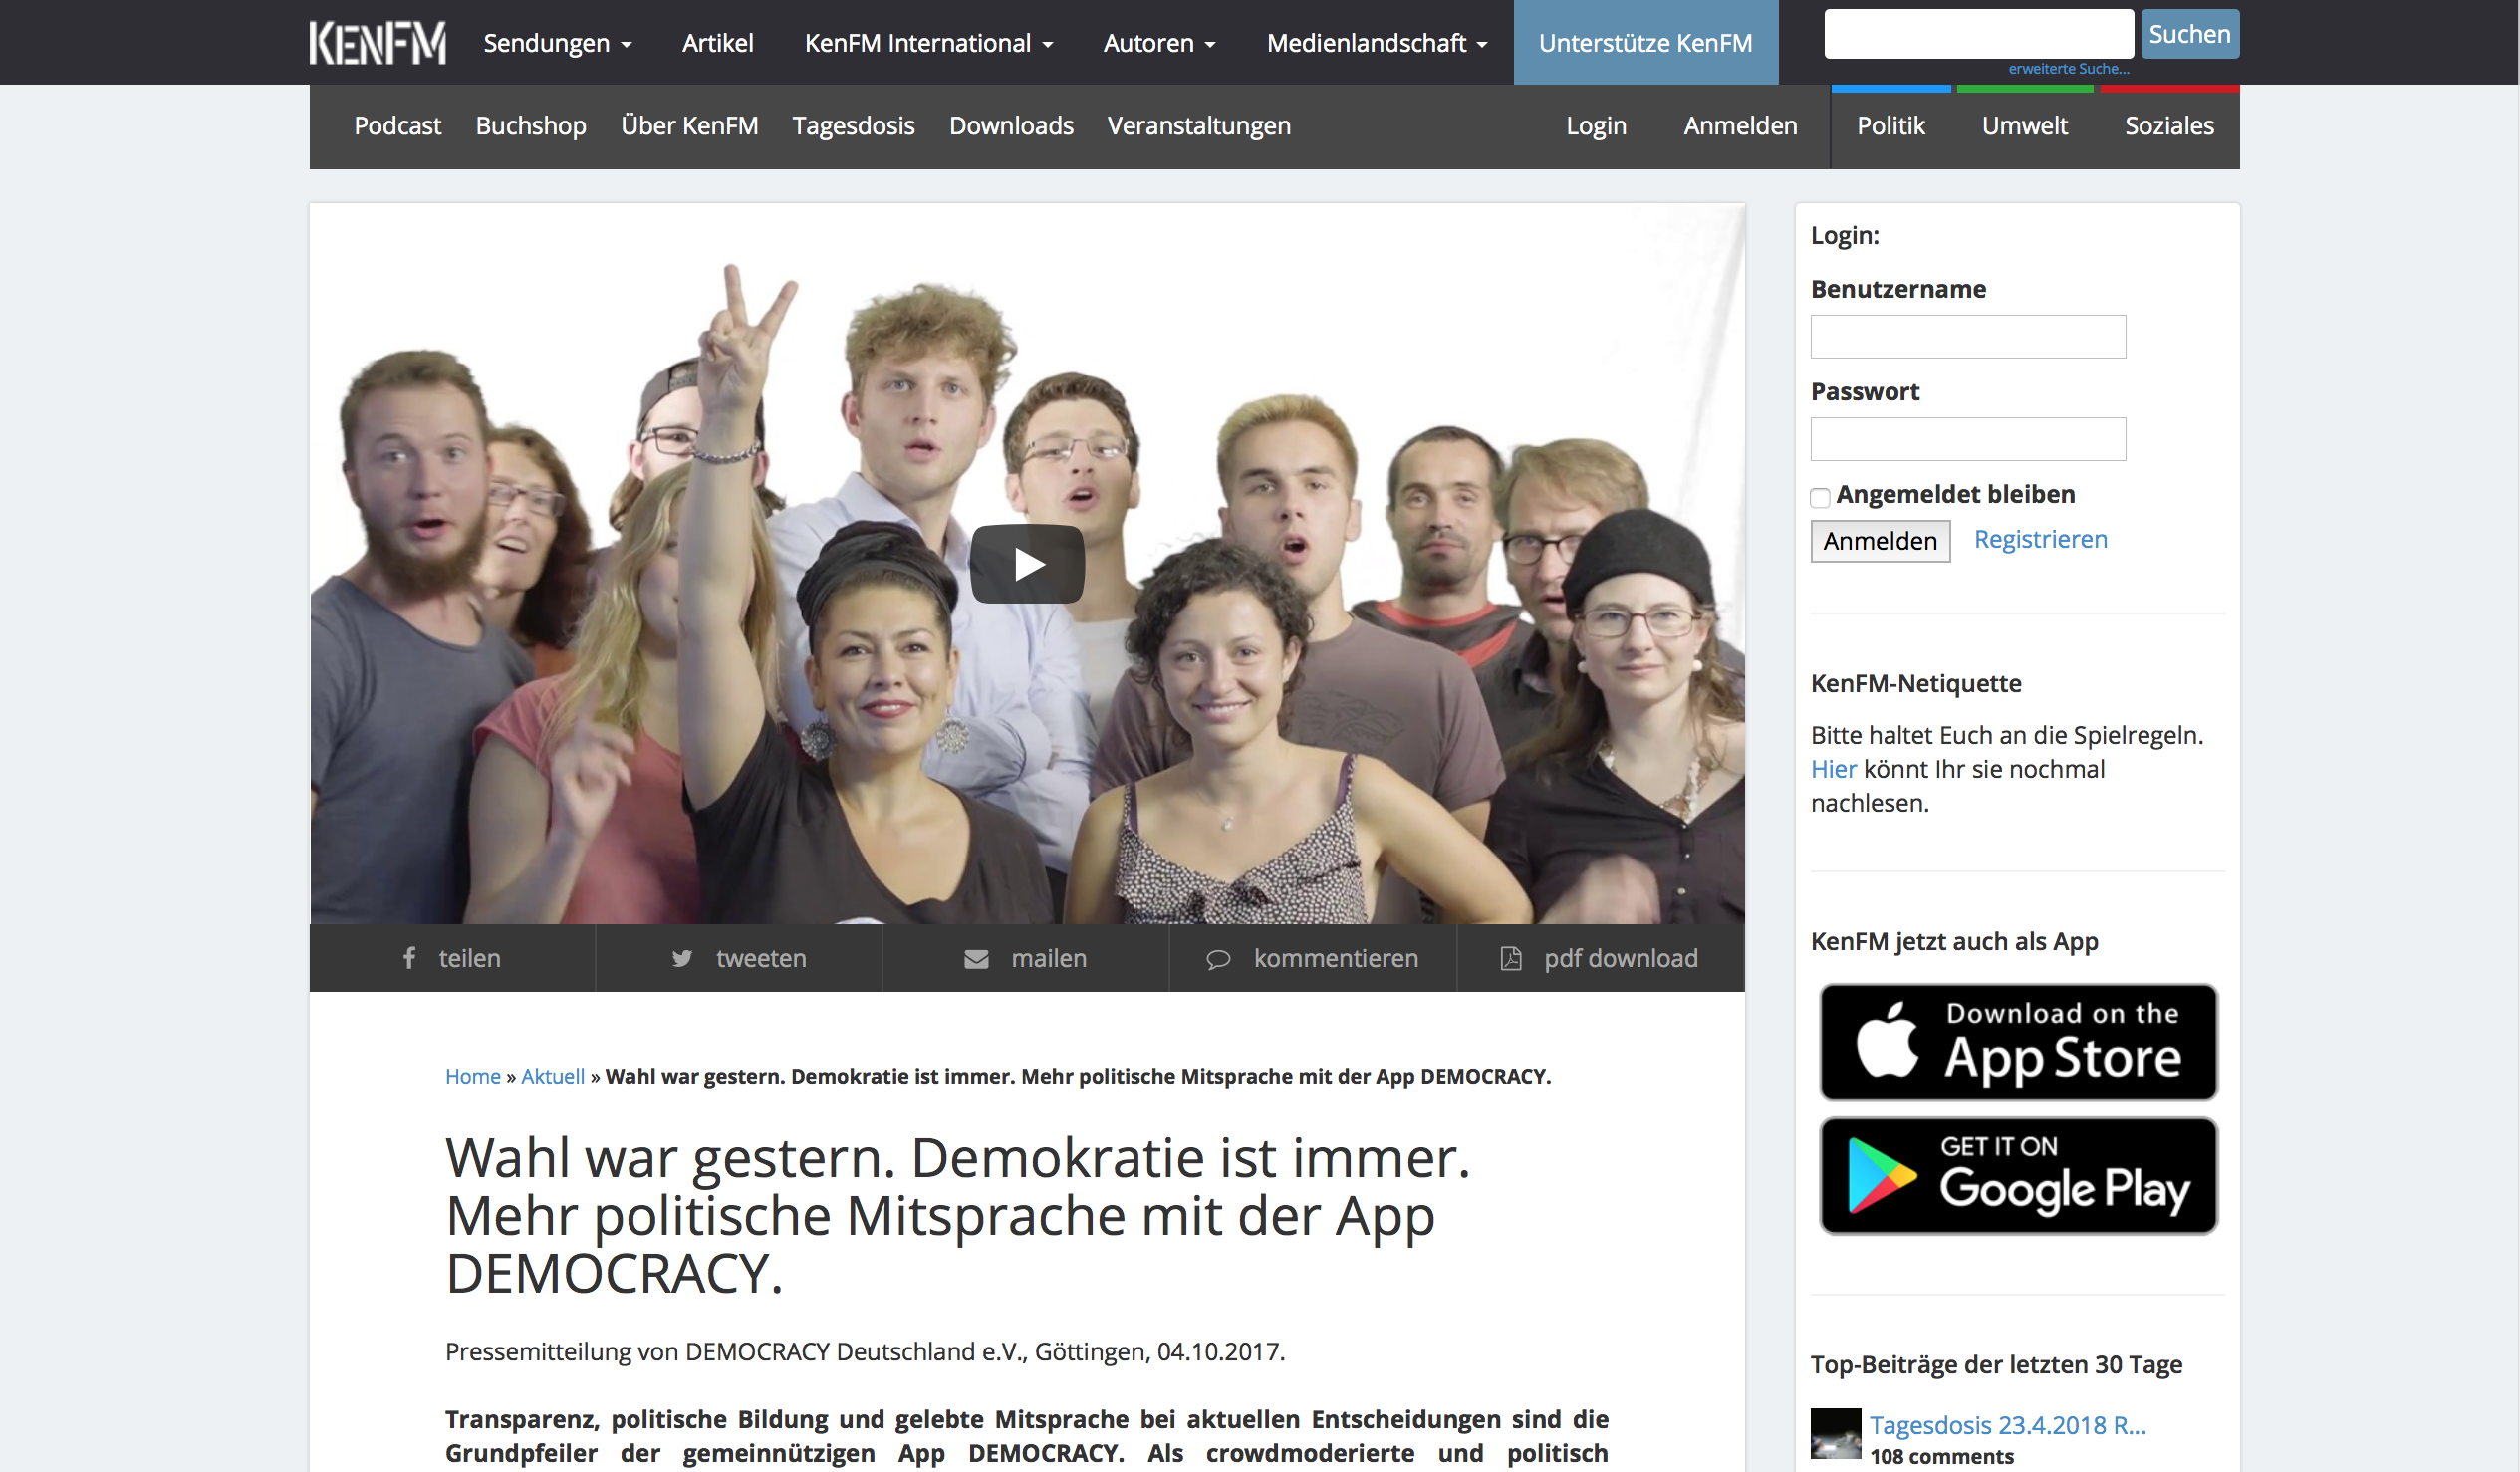 KENFM
Sendungen
Artikel
KenFM International
Autoren
Medienlandschaft
Unterstütze KenFM
Suchen
erweiterte Suche...
Podcast
Buchshop
Über KenFM
Tagesdosis
Downloads
Veranstaltungen
Login
Anmelden
Politik
Umwelt
Soziales
teilen
tweeten
mailen
kommentieren
pdf download
Home » Aktuell » Wahl war gestern. Demokratie ist immer. Mehr politische Mitsprache mit der App DEMOCRACY.
Wahl war gestern. Demokratie ist immer.
Mehr politische Mitsprache mit der App
DEMOCRACY.
Pressemitteilung von DEMOCRACY Deutschland e.V., Göttingen, 04.10.2017.
Transparenz, politische Bildung und gelebte Mitsprache bei aktuellen Entscheidungen sind die
Grundpfeiler der gemeinnützigen App DEMOCRACY. Als crowdmoderierte und politisch
Login:
Benutzername
Passwort
Angemeldet bleiben
Anmelden
Registrieren
KenFM-Netiquette
Bitte haltet Euch an die Spielregeln.
Hier könnt Ihr sie nochmal
nachlesen.
KenFM jetzt auch als App
Download on the
App Store
GET IT ON
Google Play
Top-Beiträge der letzten 30 Tage
Tagesdosis 23.4.2018 R...
108 comments